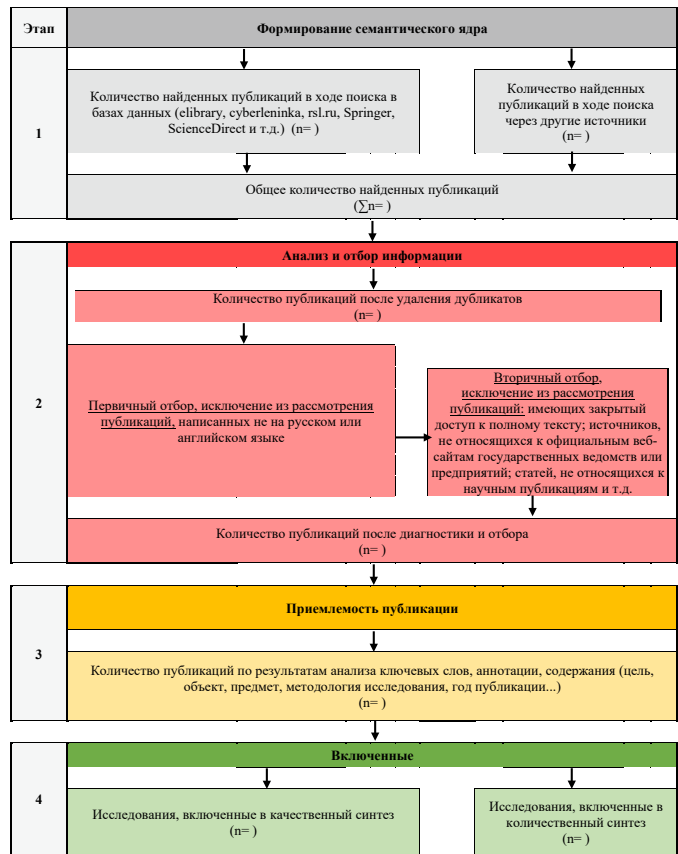 Этап
Формирование семантического ядра
1
Количество найденных публикаций в ходе поиска в
базах данных (elibrary, cyberleninka, rsl.ru, Springer,
ScienceDirect и т.д.) (n= )
Количество найденных
публикаций в ходе поиска
через другие источники
(n= )
Общее количество найденных публикаций
(∑n= )
2
Анализ и отбор информации
Количество публикаций после удаления дубликатов
(n= )
Первичный отбор, исключение из рассмотрения
публикаций, написанных не на русском или
английском языке
Вторичный отбор,
исключение из рассмотрения
публикаций: имеющих закрытый
доступ к полному тексту; источников,
не относящихся к официальным веб-
сайтам государственных ведомств или
предприятий; статей, не относящихся к
научным публикациям и т.д.
Количество публикаций после диагностики и отбора
(n= )
3
Приемлемость публикации
Количество публикаций по результатам анализа ключевых слов, аннотации, содержания (цель,
объект, предмет, методология исследования, год публикации...)
(n= )
4
Включенные
Исследования, включенные в качественный синтез
(n= )
Исследования, включенные в
количественный синтез
(n= )